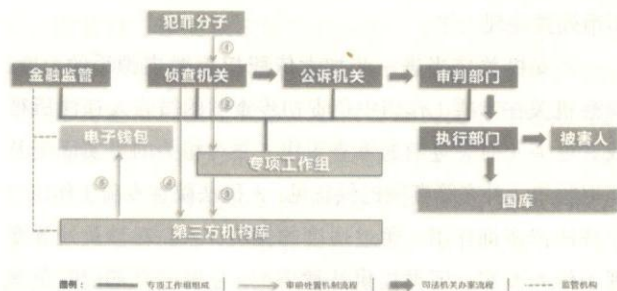 犯罪分子
①
金融监管 侦查机关 公诉机关 审判部门
②
电子钱包 执行部门 被害人
专项工作组
⑤ ④ ③
国库
第三方机构库
图例： 专项工作组组成 | 审前处置机制流程 | 司法机关办案流程 | 监管机构